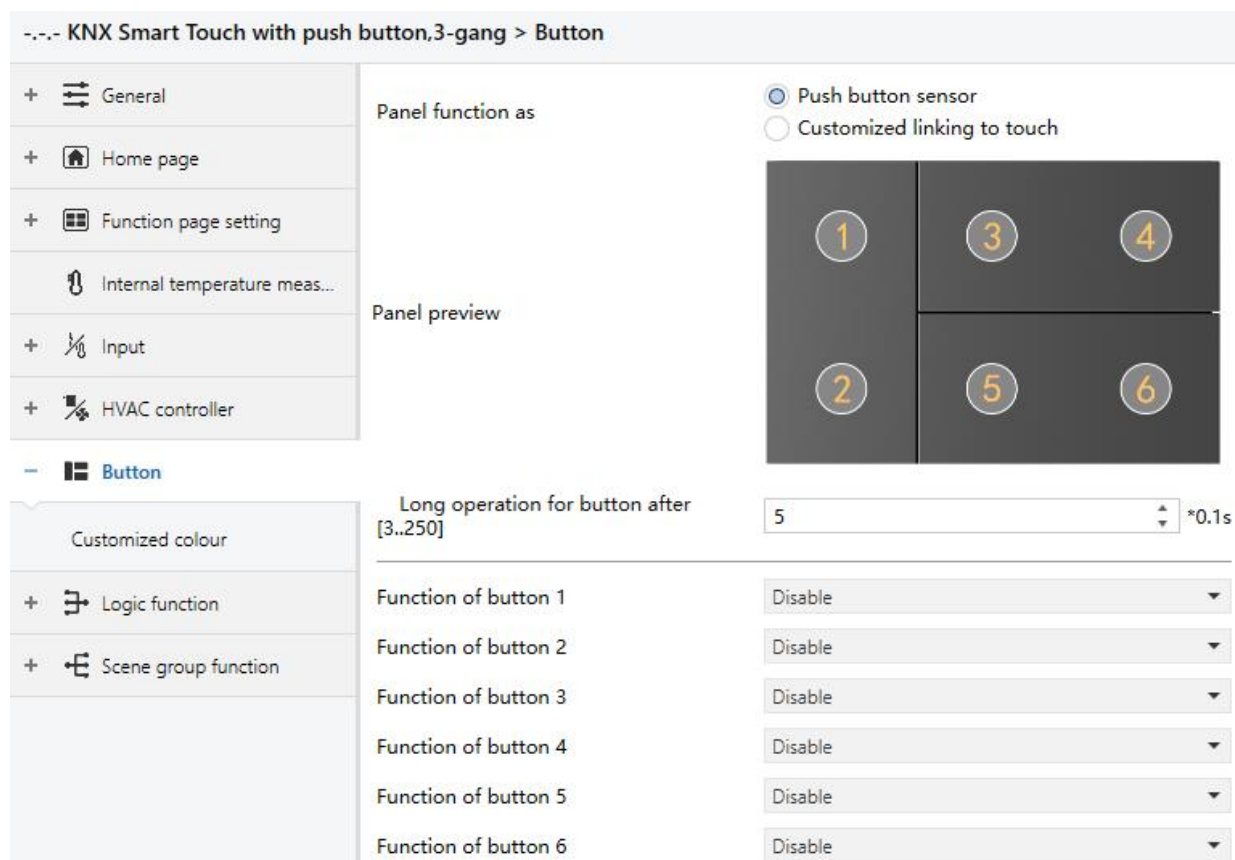 -.-.- KNX Smart Touch with push button,3-gang > Button
+ General
+ Home page
+ Function page setting
Internal temperature meas...
+ Input
+ HVAC controller
− Button
Customized colour
+ Logic function
+ Scene group function
Panel function as
Push button sensor
Customized linking to touch
Panel preview
1 3 4
2 5 6
Long operation for button after
[3..250]
5 *0.1s
Function of button 1 Disable
Function of button 2 Disable
Function of button 3 Disable
Function of button 4 Disable
Function of button 5 Disable
Function of button 6 Disable